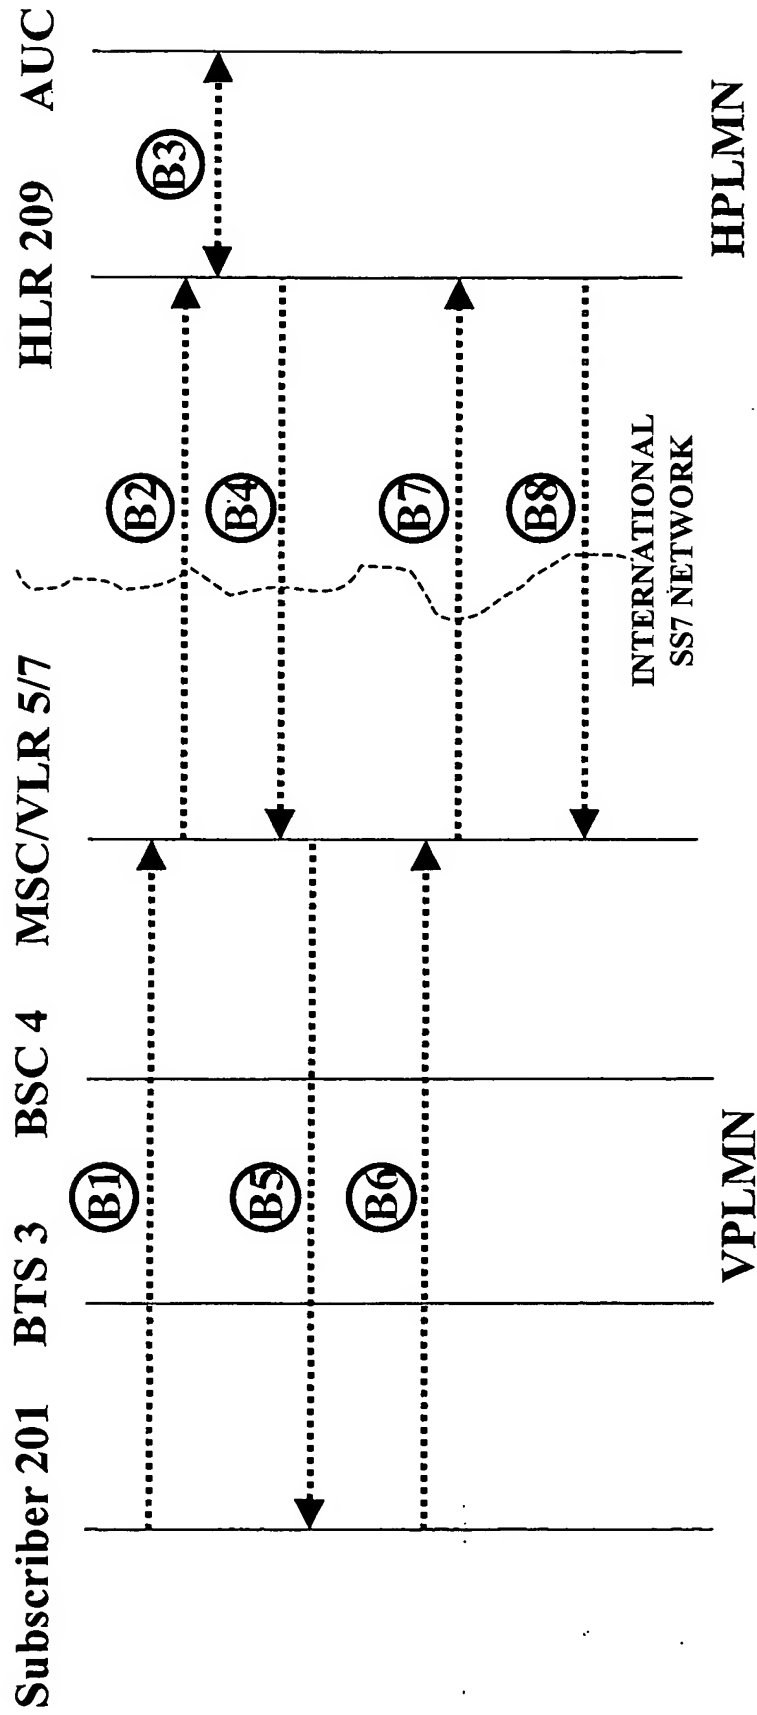 Subscriber 201
BTS 3
BSC 4
MSC/VLR 5/7
HLR 209
AUC
B1
B2
B3
B4
B5
B6
B7
B8
INTERNATIONAL
SS7 NETWORK
VPLMN
HPLMN